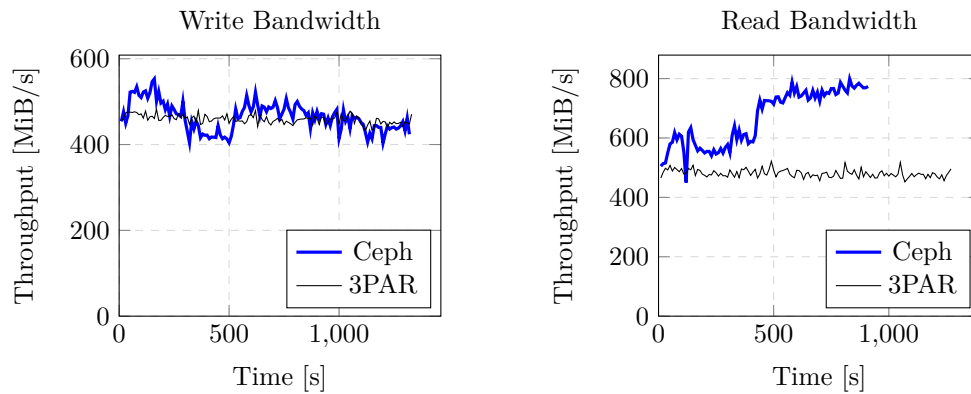 Write Bandwidth
Throughput [MiB/s]
600
400
200
0
0
500
1,000
Time [s]
Ceph
3PAR
Read Bandwidth
Throughput [MiB/s]
800
600
400
200
0
0
500
1,000
Time [s]
Ceph
3PAR